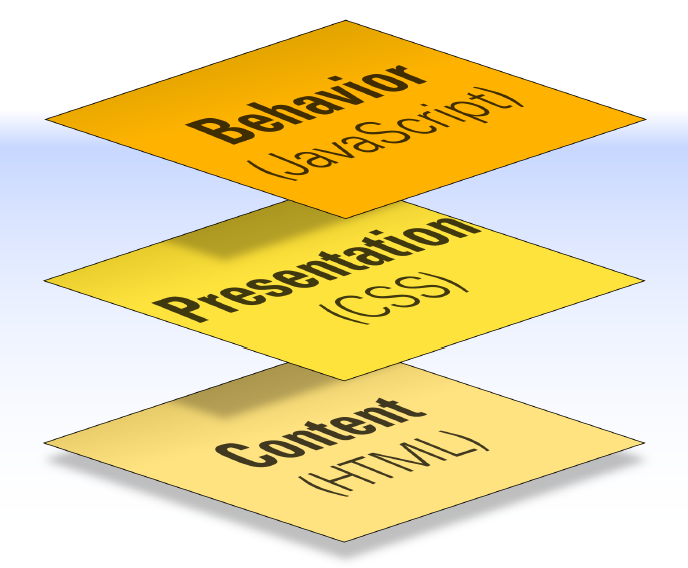 Behavior
(JavaScript)
Presentation
(CSS)
Content
(HTML)